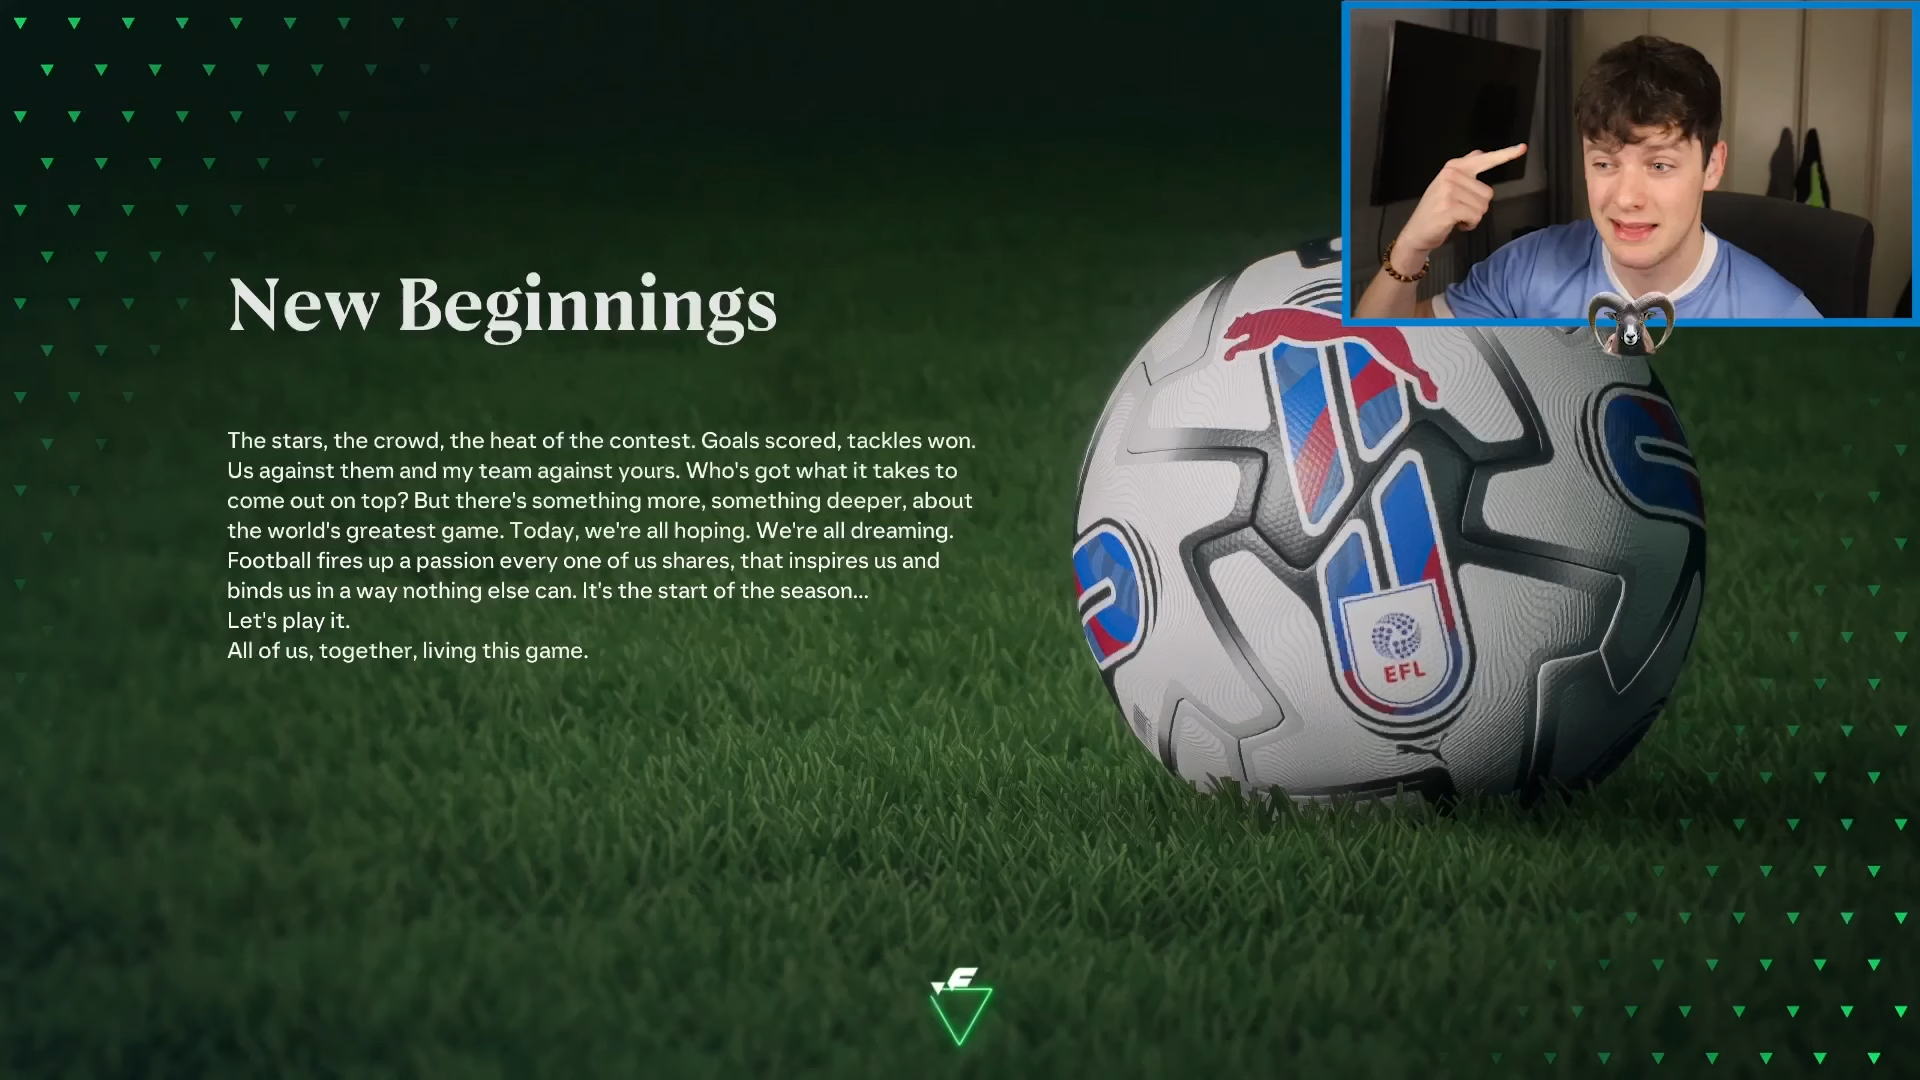 New Beginnings
The stars, the crowd, the heat of the contest. Goals scored, tackles won.
Us against them and my team against yours. Who's got what it takes to
come out on top? But there's something more, something deeper, about
the world's greatest game. Today, we're all hoping. We're all dreaming.
Football fires up a passion every one of us shares, that inspires us and
binds us in a way nothing else can. It's the start of the season...
Let's play it.
All of us, together, living this game.
EFL